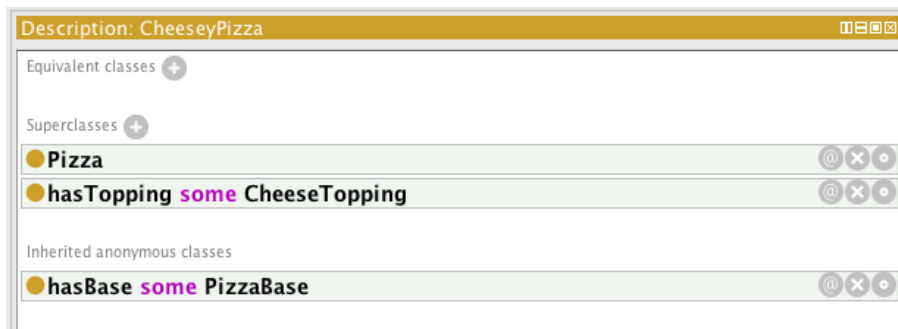 Description: CheeseyPizza
Equivalent classes
Superclasses
Pizza
hasTopping some CheeseTopping
Inherited anonymous classes
hasBase some PizzaBase